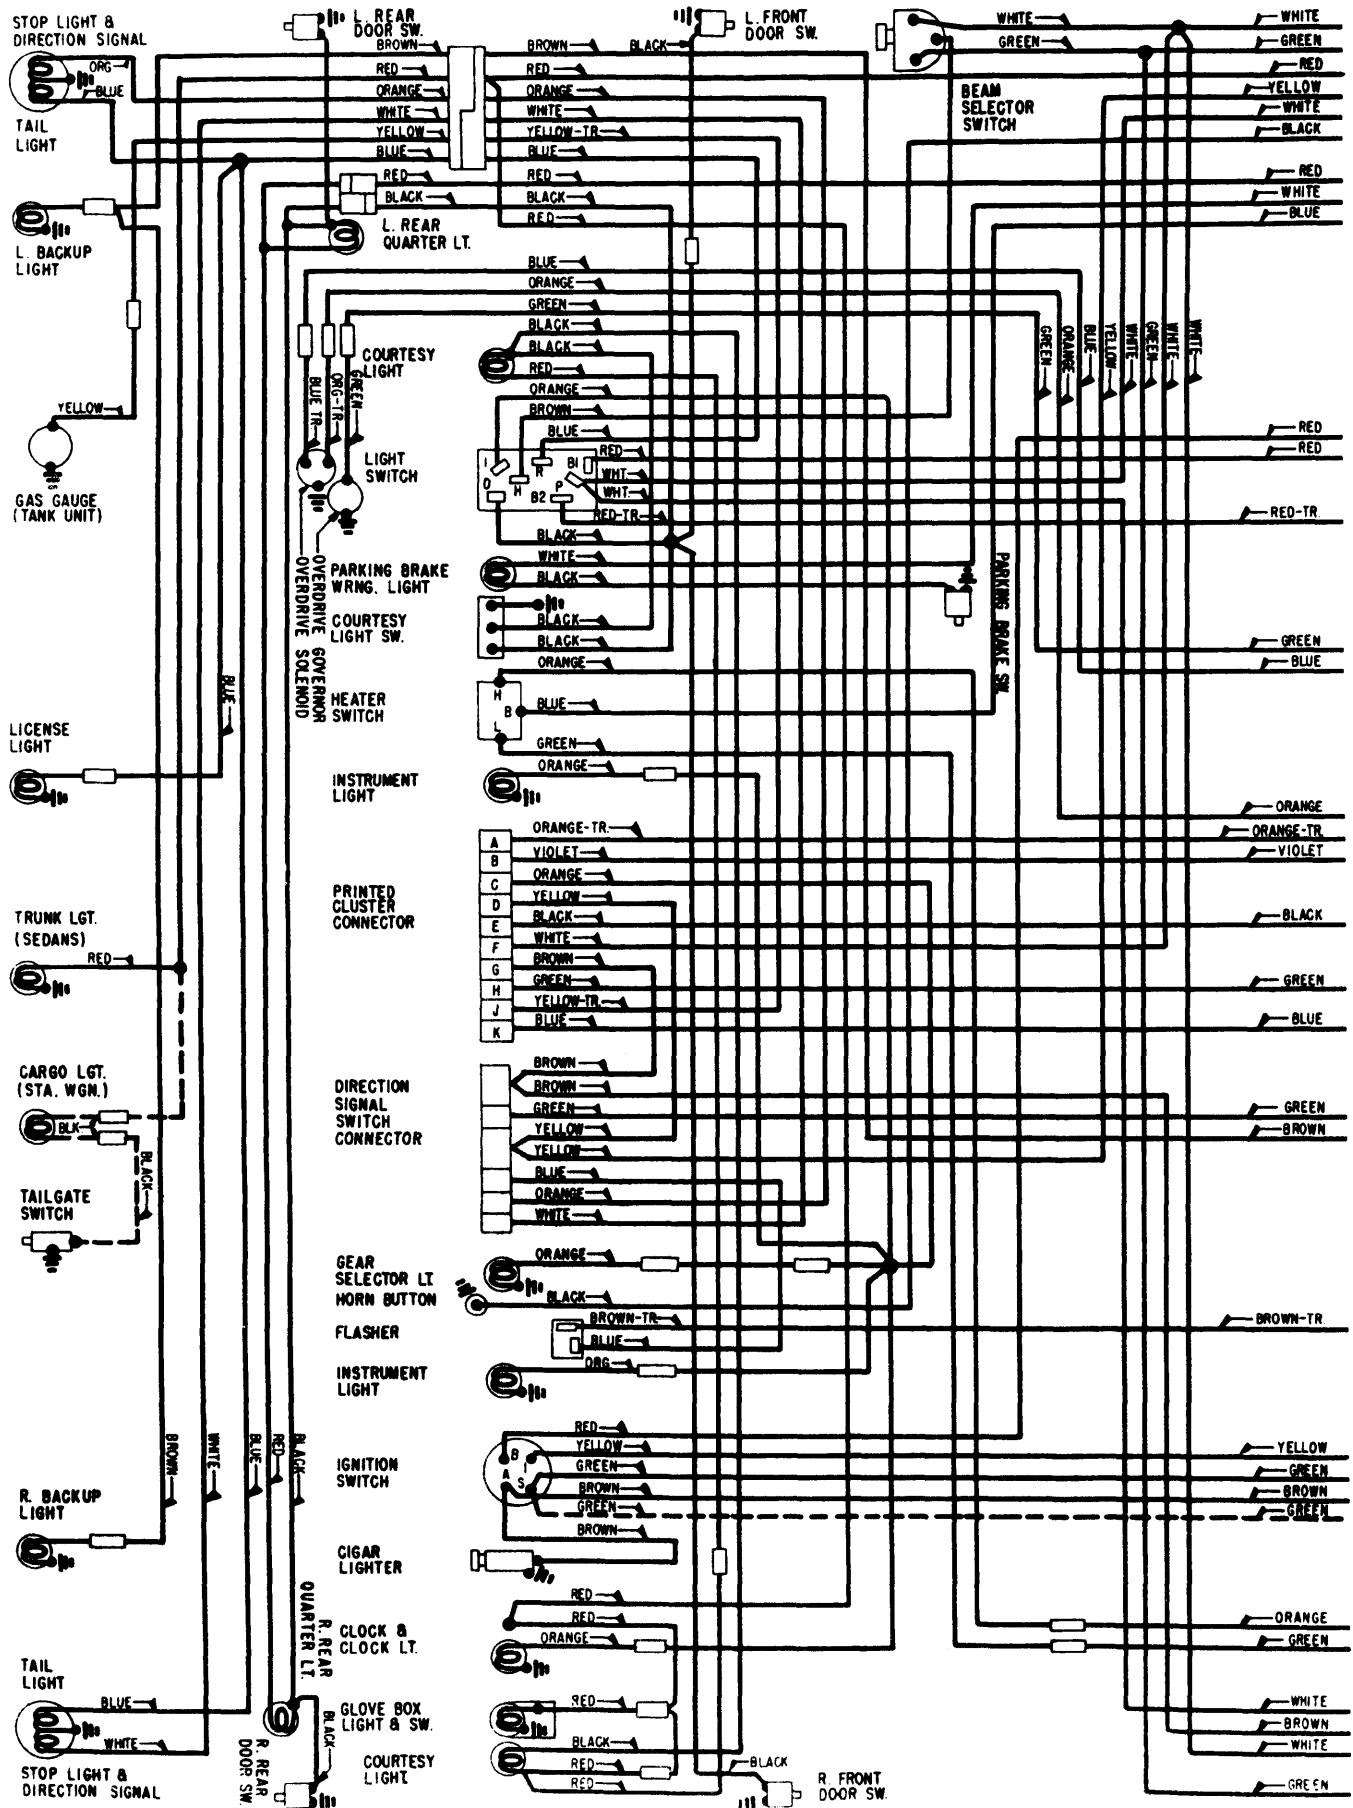 STOP LIGHT &
DIRECTION SIGNAL
ORG
BLUE
TAIL
LIGHT
L. REAR
DOOR SW.
L. FRONT
DOOR SW.
BLACK
BROWN
RED
ORANGE
WHITE
YELLOW
BLUE
BROWN
RED
ORANGE
WHITE
YELLOW-TR.
BLUE
RED
BLACK
RED
BLACK
RED
L. REAR
QUARTER LT.
BEAM
SELECTOR
SWITCH
WHITE
GREEN
WHITE
GREEN
RED
YELLOW
WHITE
BLACK
RED
WHITE
BLUE
L. BACKUP
LIGHT
BLUE
ORANGE
GREEN
BLACK
BLACK
RED
ORANGE
BROWN
BLUE
COURTESY
LIGHT
BLUE TR.
ORG-TR.
GREEN
LIGHT
SWITCH
YELLOW
GAS GAUGE
(TANK UNIT)
GREEN
ORANGE
BLUE
YELLOW
WHITE
GREEN
WHITE
WHITE
RED
RED
RED-TR.
I
D
H
R
B1
P
B2
RED
WHT.
WHT.
RED-TR.
BLACK
WHITE
BLACK
PARKING BRAKE
WRNG. LIGHT
OVERDRIVE GOVERNOR
OVERDRIVE SOLENOID
PARKING BRAKE SW.
COURTESY
LIGHT SW.
BLACK
BLACK
ORANGE
HEATER
SWITCH
H
B
L
BLUE
GREEN
ORANGE
GREEN
BLUE
BLUE
LICENSE
LIGHT
INSTRUMENT
LIGHT
ORANGE
ORANGE-TR.
VIOLET
PRINTED
CLUSTER
CONNECTOR
A
B
C
D
E
F
G
H
J
K
ORANGE-TR.
VIOLET
ORANGE
YELLOW
BLACK
WHITE
BROWN
GREEN
YELLOW-TR.
BLUE
BLACK
GREEN
BLUE
TRUNK LGT.
(SEDANS)
RED
CARGO LGT.
(STA. WGN.)
BLK
BLACK
TAILGATE
SWITCH
DIRECTION
SIGNAL
SWITCH
CONNECTOR
BROWN
BROWN
GREEN
YELLOW
YELLOW
BLUE
ORANGE
WHITE
GREEN
BROWN
GEAR
SELECTOR LT.
ORANGE
HORN BUTTON
BLACK
FLASHER
BROWN-TR.
BLUE
BROWN-TR.
INSTRUMENT
LIGHT
ORG
BROWN
WHITE
BLUE
RED
BLACK
IGNITION
SWITCH
B
I
A
S
RED
YELLOW
GREEN
BROWN
GREEN
BROWN
YELLOW
GREEN
BROWN
GREEN
R. BACKUP
LIGHT
CIGAR
LIGHTER
R. REAR
QUARTER LT.
CLOCK &
CLOCK LT.
RED
RED
ORANGE
ORANGE
GREEN
TAIL
LIGHT
BLUE
WHITE
STOP LIGHT &
DIRECTION SIGNAL
R. REAR
DOOR SW.
BLACK
GLOVE BOX
LIGHT & SW.
RED
COURTESY
LIGHT
BLACK
RED
RED
BLACK
R. FRONT
DOOR SW.
WHITE
BROWN
WHITE
GREEN